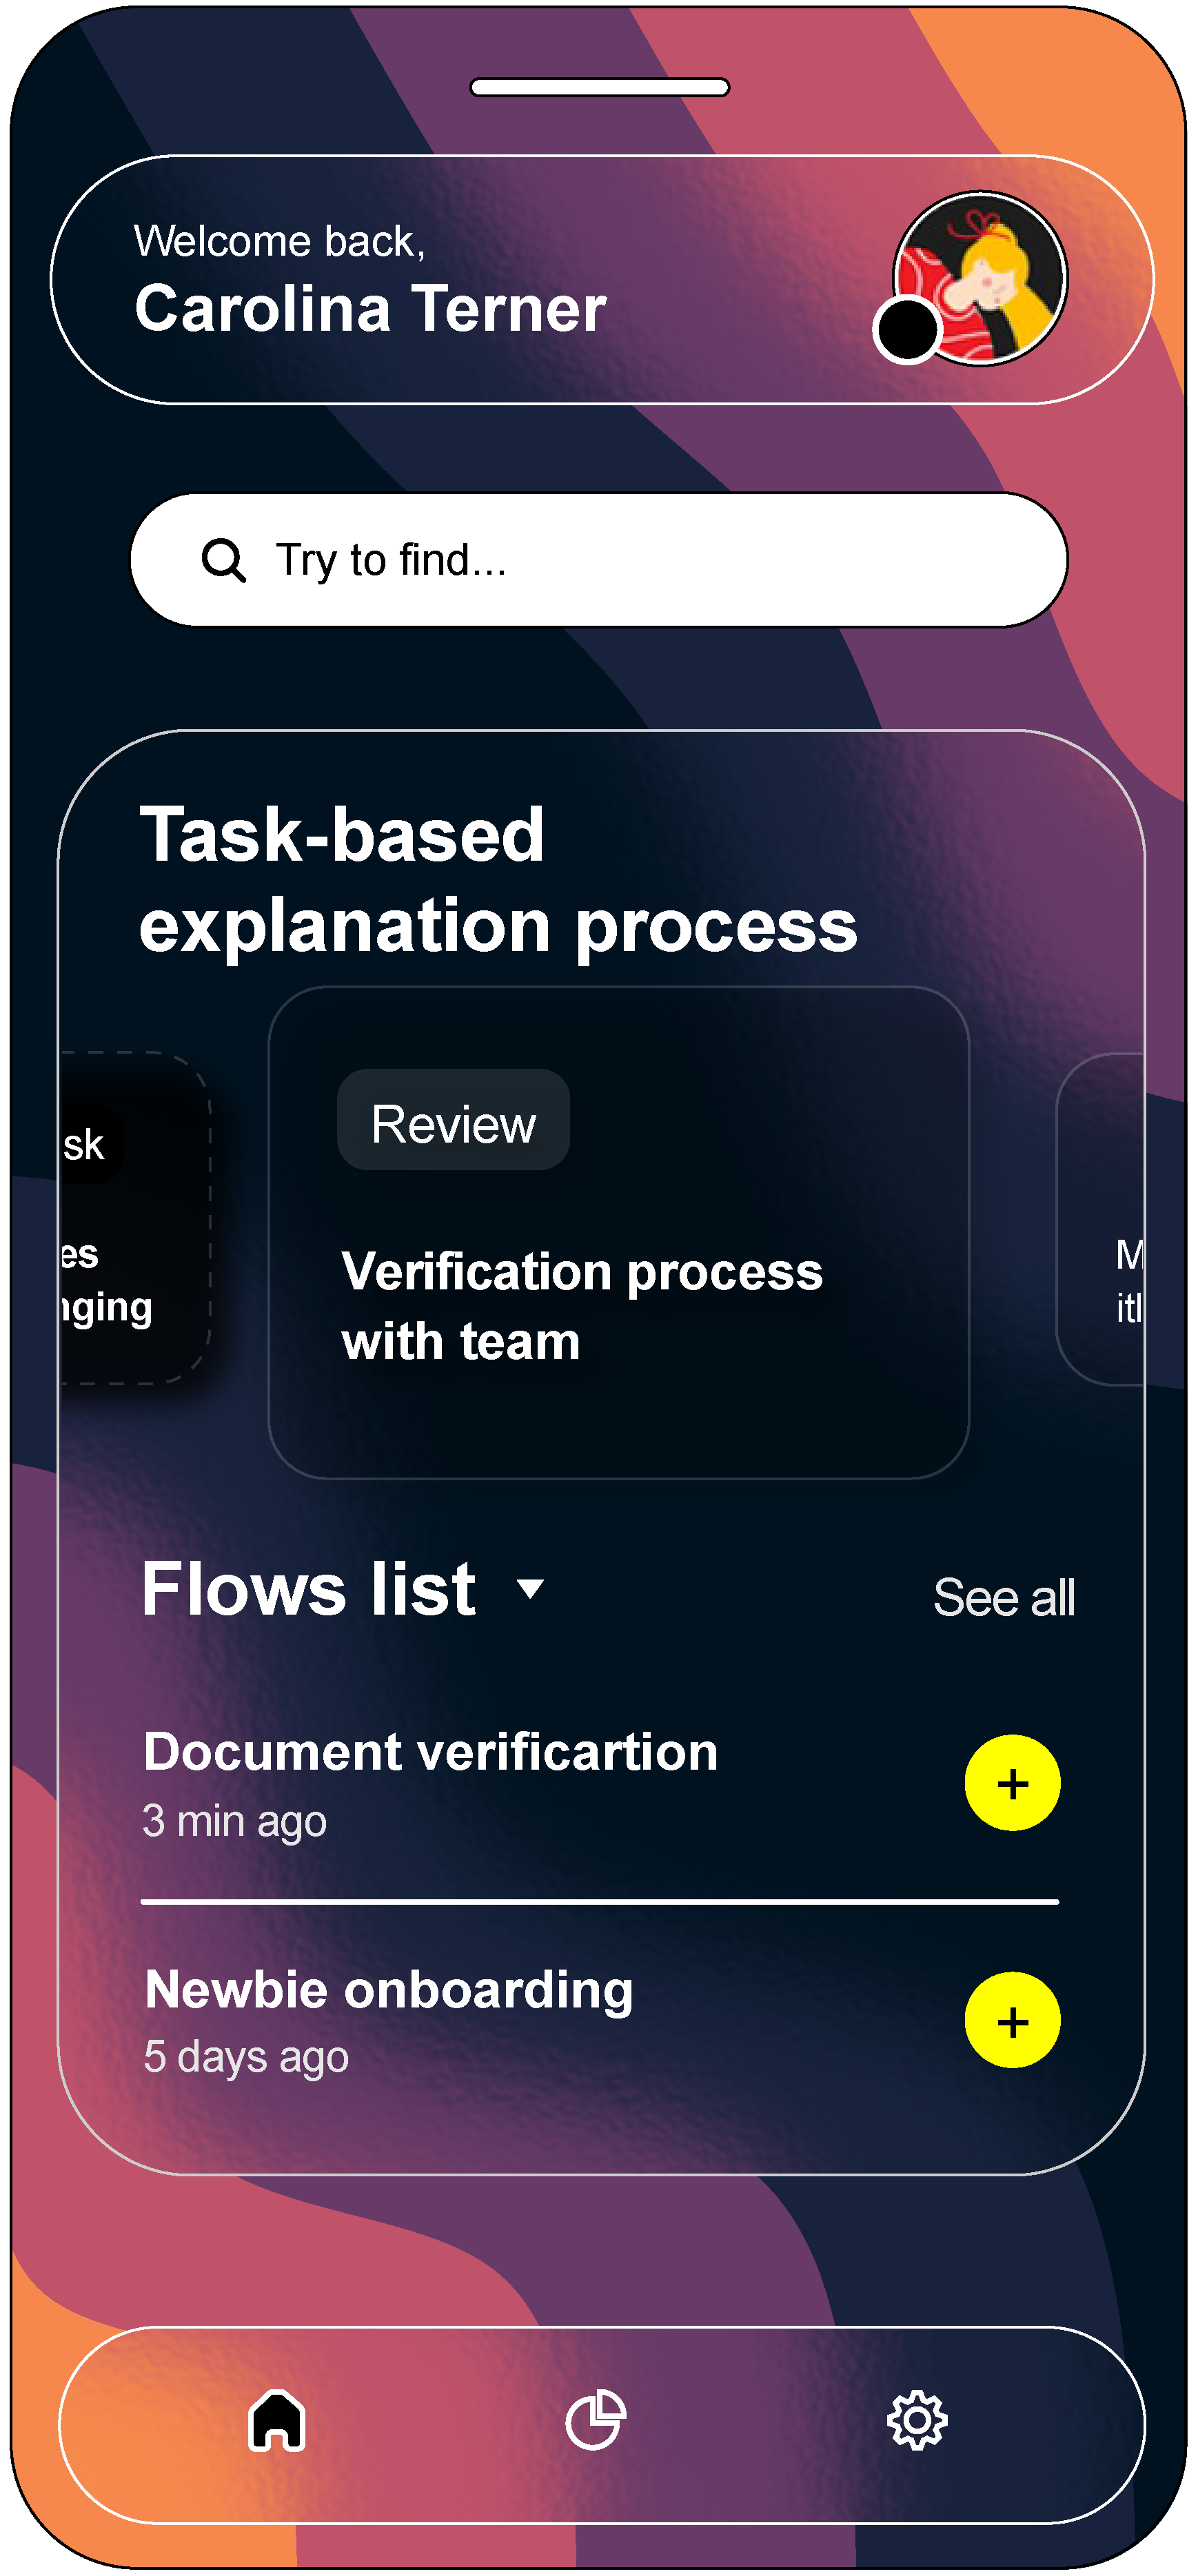 Welcome back,
Carolina Terner
Try to find...
Task-based
explanation process
sk
es
nging
Review
Verification process
with team
M
itl
Flows list
See all
Document verificartion
3 min ago
Newbie onboarding
5 days ago